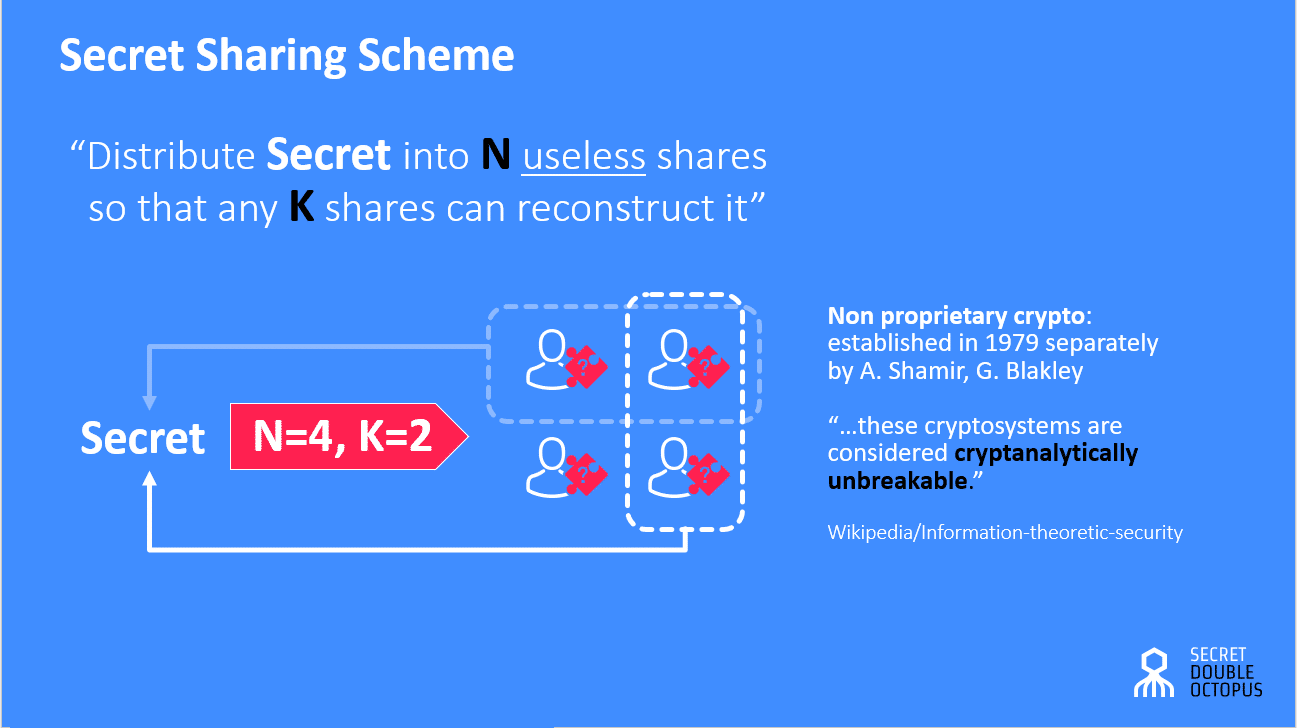 Secret Sharing Scheme
“Distribute Secret into N useless shares
so that any K shares can reconstruct it”
Secret
N=4, K=2
?
?
?
?
Non proprietary crypto:
established in 1979 separately
by A. Shamir, G. Blakley
“...these cryptosystems are
considered cryptanalytically
unbreakable.”
Wikipedia/Information-theoretic-security
SECRET
DOUBLE
OCTOPUS